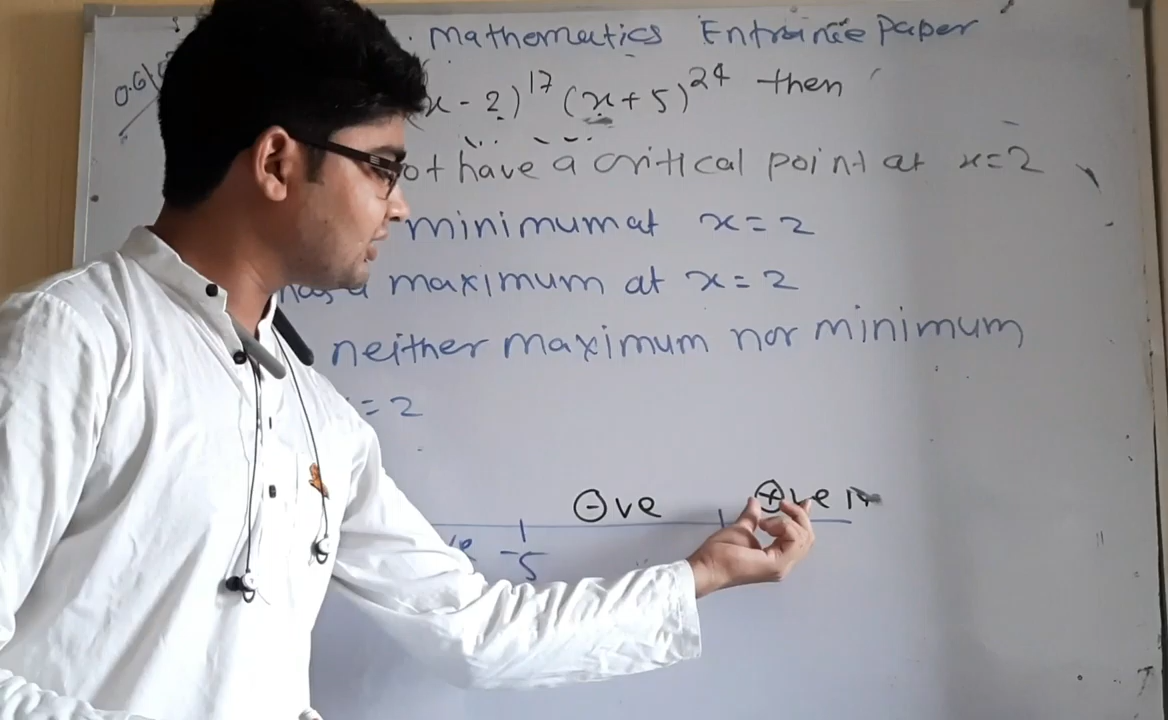 Mathematics Entrance paper
x - 2)¹⁷ (x + 5)²⁴ then
ot have a critical point at x = 2
minimum at x = 2
has a maximum at x = 2
neither maximum nor minimum
= 2
⊖ve ⊕ve
-5